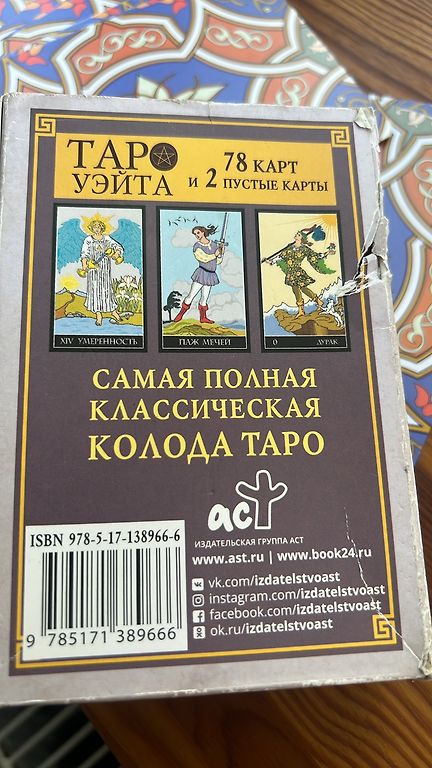 ТАРО
УЭЙТА
78 КАРТ
И 2 ПУСТЫЕ КАРТЫ
XIV УМЕРЕННОСТЬ
ПАЖ МЕЧЕЙ
0 ДУРАК
САМАЯ ПОЛНАЯ
КЛАССИЧЕСКАЯ
КОЛОДА ТАРО
аст
ИЗДАТЕЛЬСКАЯ ГРУППА АСТ
www.ast.ru | www.book24.ru
vk.com/izdatelstvoast
instagram.com/izdatelstvoast
facebook.com/izdatelstvoast
ok.ru/izdatelstvoast
ISBN 978-5-17-138966-6
9 785171 389666